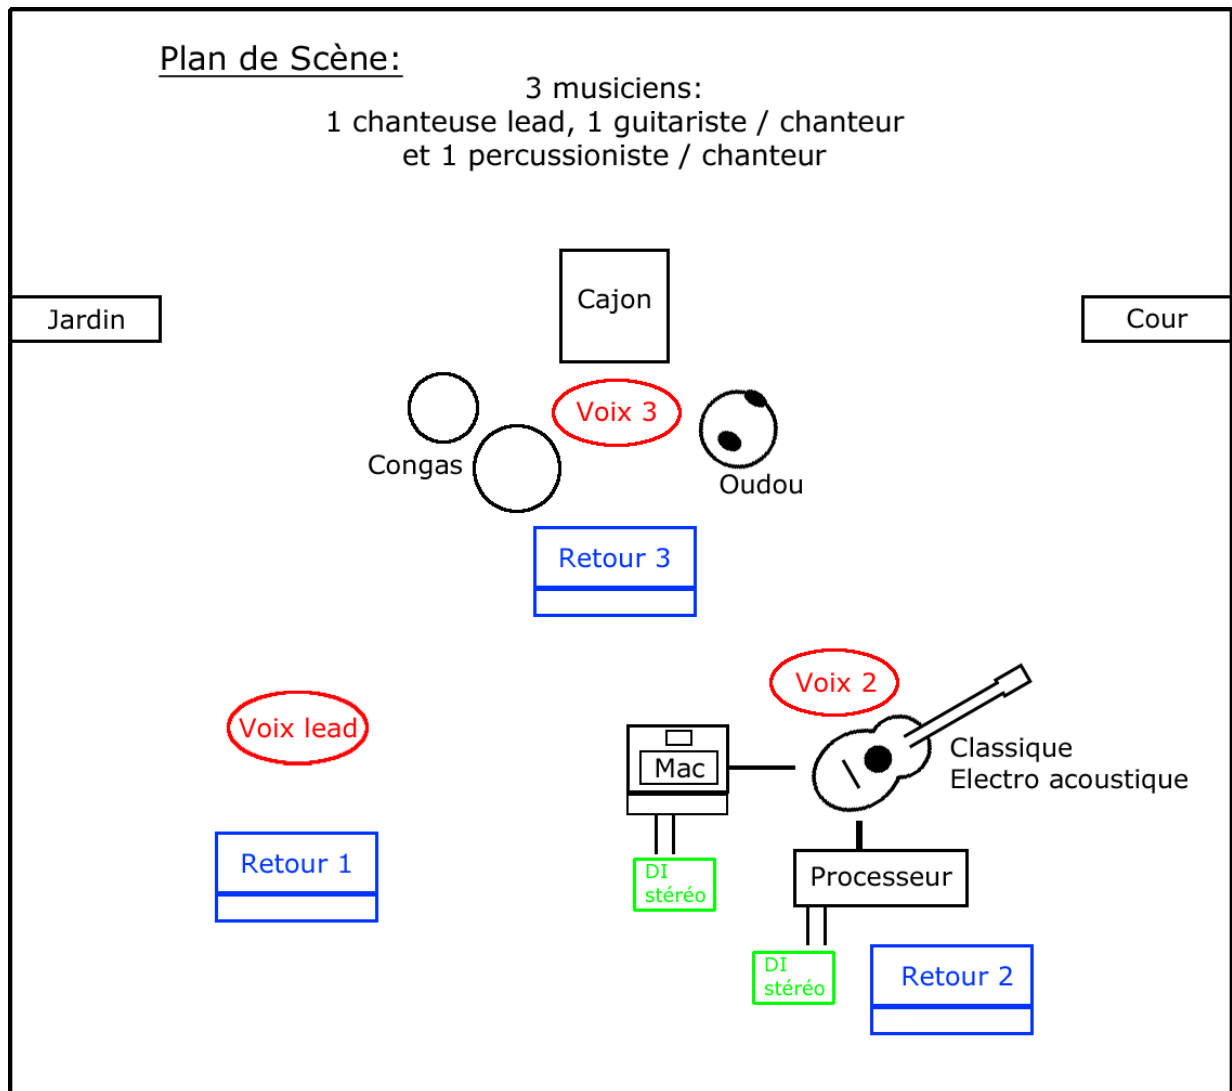 Plan de Scène:
3 musiciens:
1 chanteuse lead, 1 guitariste / chanteur
et 1 percussioniste / chanteur
Cajon
Jardin
Cour
Voix 3
Congas
Oudou
Retour 3
Voix 2
Voix lead
Mac
Classique
Electro acoustique
Retour 1
DI
stéréo
Processeur
DI
stéréo
Retour 2